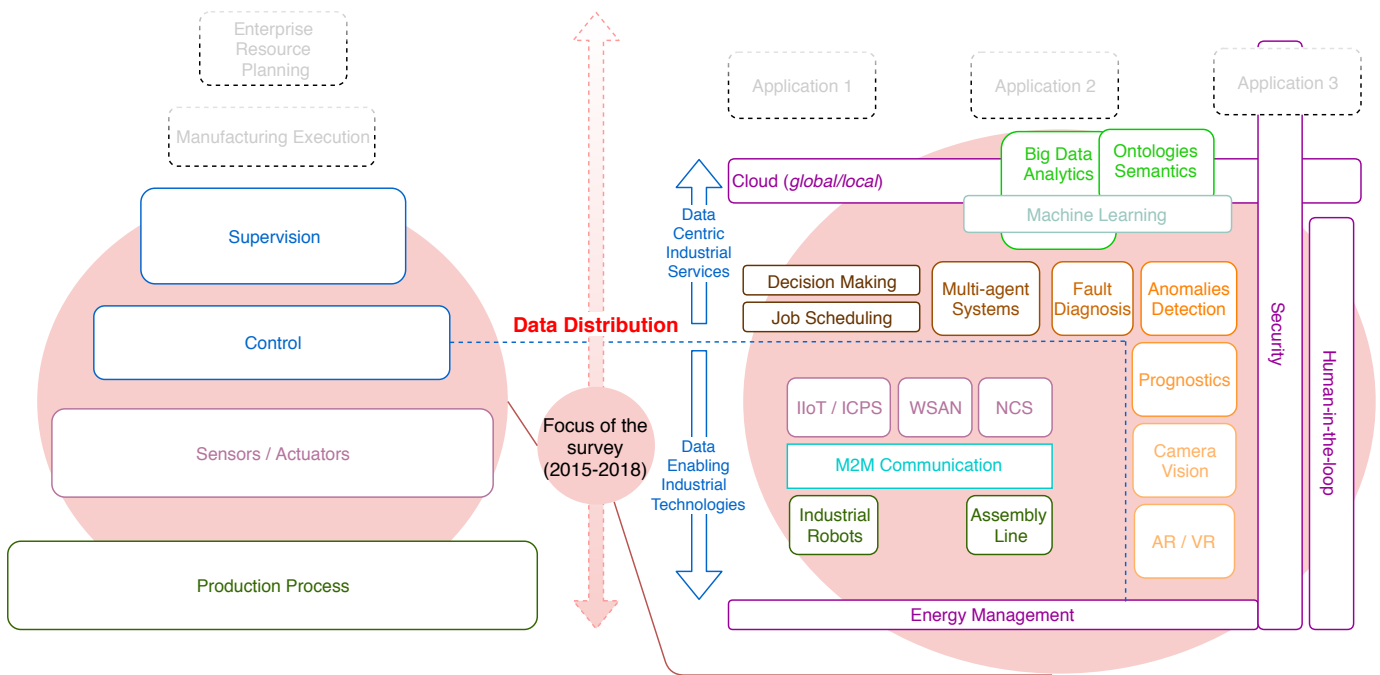 Enterprise
Resource
Planning
Manufacturing Execution
Supervision
Control
Sensors / Actuators
Production Process
Data Distribution
Focus of the
survey
(2015-2018)
Data
Centric
Industrial
Services
Data
Enabling
Industrial
Technologies
Application 1
Application 2
Application 3
Cloud (global/local)
Big Data
Analytics
Ontologies
Semantics
Machine Learning
Decision Making
Job Scheduling
Multi-agent
Systems
Fault
Diagnosis
Anomalies
Detection
Prognostics
IIoT / ICPS
WSAN
NCS
M2M Communication
Camera
Vision
Industrial
Robots
Assembly
Line
AR / VR
Energy Management
Security
Human-in-the-loop